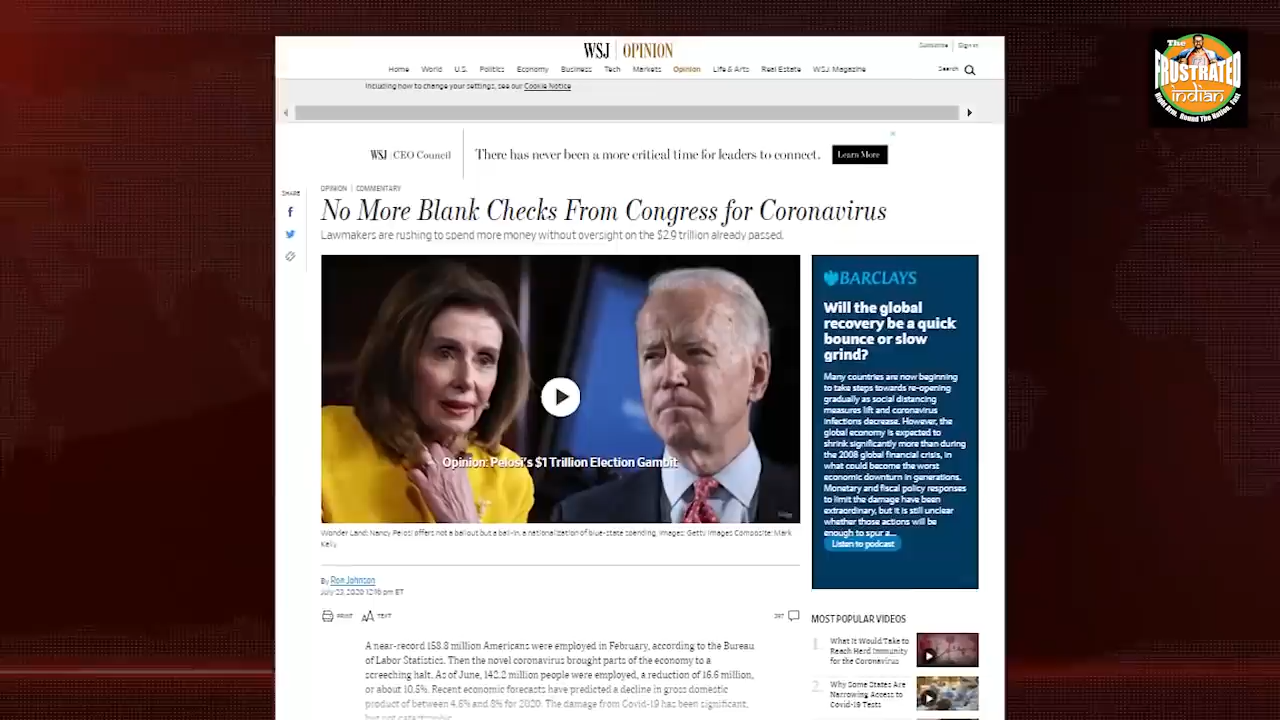 WSJ | OPINION
Subscribe | Sign In
Home World U.S. Politics Economy Business Tech Markets Opinion Life & Arts Real Estate WSJ. Magazine Search
including how to change your settings, see our Cookie Notice
WSJ | CEO Council There has never been a more critical time for leaders to connect. Learn More
OPINION | COMMENTARY
SHARE
No More Blank Checks From Congress for Coronavirus
Lawmakers are rushing to spend more money without oversight on the $2.9 trillion already passed.
Opinion: Pelosi's $1 Trillion Election Gambit
Wonder Land: Nancy Pelosi offers not a bailout but a bail-in, a nationalization of blue-state spending. Images: Getty Images Composite: Mark
Kelly
By Ron Johnson
July 23, 2020 12:16 pm ET
PRINT AA TEXT
A near-record 158.8 million Americans were employed in February, according to the Bureau
of Labor Statistics. Then the novel coronavirus brought parts of the economy to a
screeching halt. As of June, 142.2 million people were employed, a reduction of 16.6 million,
or about 10.5%. Recent economic forecasts have predicted a decline in gross domestic
product of between 4.6% and 8% for 2020. The damage from Covid-19 has been significant,
but not catastrophic.
BARCLAYS
Will the global
recovery be a quick
bounce or slow
grind?
Many countries are now beginning
to take steps towards re-opening
gradually as social distancing
measures lift and coronavirus
infections decrease. However, the
global economy is expected to
shrink significantly more than during
the 2008 global financial crisis, in
what could become the worst
economic downturn in generations.
Monetary and fiscal policy responses
to limit the damage have been
extraordinary, but it is still unclear
whether those actions will be
enough to spur a...
Listen to podcast
MOST POPULAR VIDEOS
1. What It Would Take to
Reach Herd Immunity
for the Coronavirus
2. Why Some States Are
Narrowing Access to
Covid-19 Tests
The
FRUSTRATED
indian
Right Arm. Round The Nation. Fast